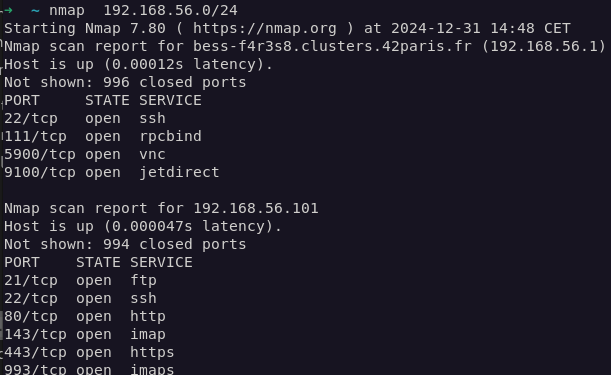 → ~ nmap 192.168.56.0/24
Starting Nmap 7.80 ( https://nmap.org ) at 2024-12-31 14:48 CET
Nmap scan report for bess-f4r3s8.clusters.42paris.fr (192.168.56.1)
Host is up (0.00012s latency).
Not shown: 996 closed ports
PORT     STATE SERVICE
22/tcp   open  ssh
111/tcp  open  rpcbind
5900/tcp open  vnc
9100/tcp open  jetdirect

Nmap scan report for 192.168.56.101
Host is up (0.000047s latency).
Not shown: 994 closed ports
PORT    STATE SERVICE
21/tcp  open  ftp
22/tcp  open  ssh
80/tcp  open  http
143/tcp open  imap
443/tcp open  https
993/tcp open  imaps